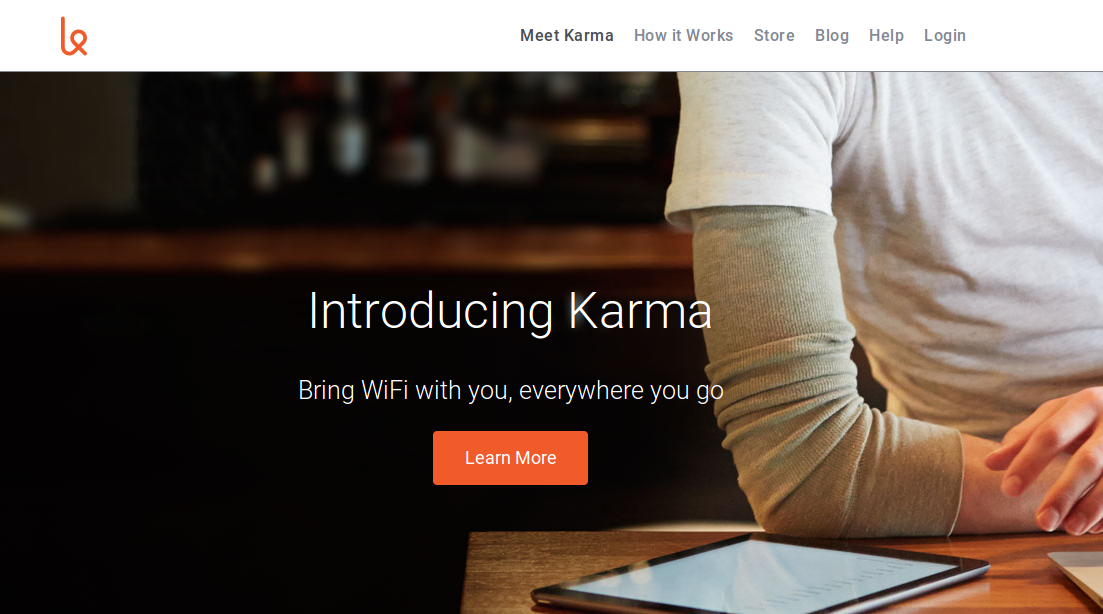 Meet Karma How it Works Store Blog Help Login
Introducing Karma
Bring WiFi with you, everywhere you go
Learn More